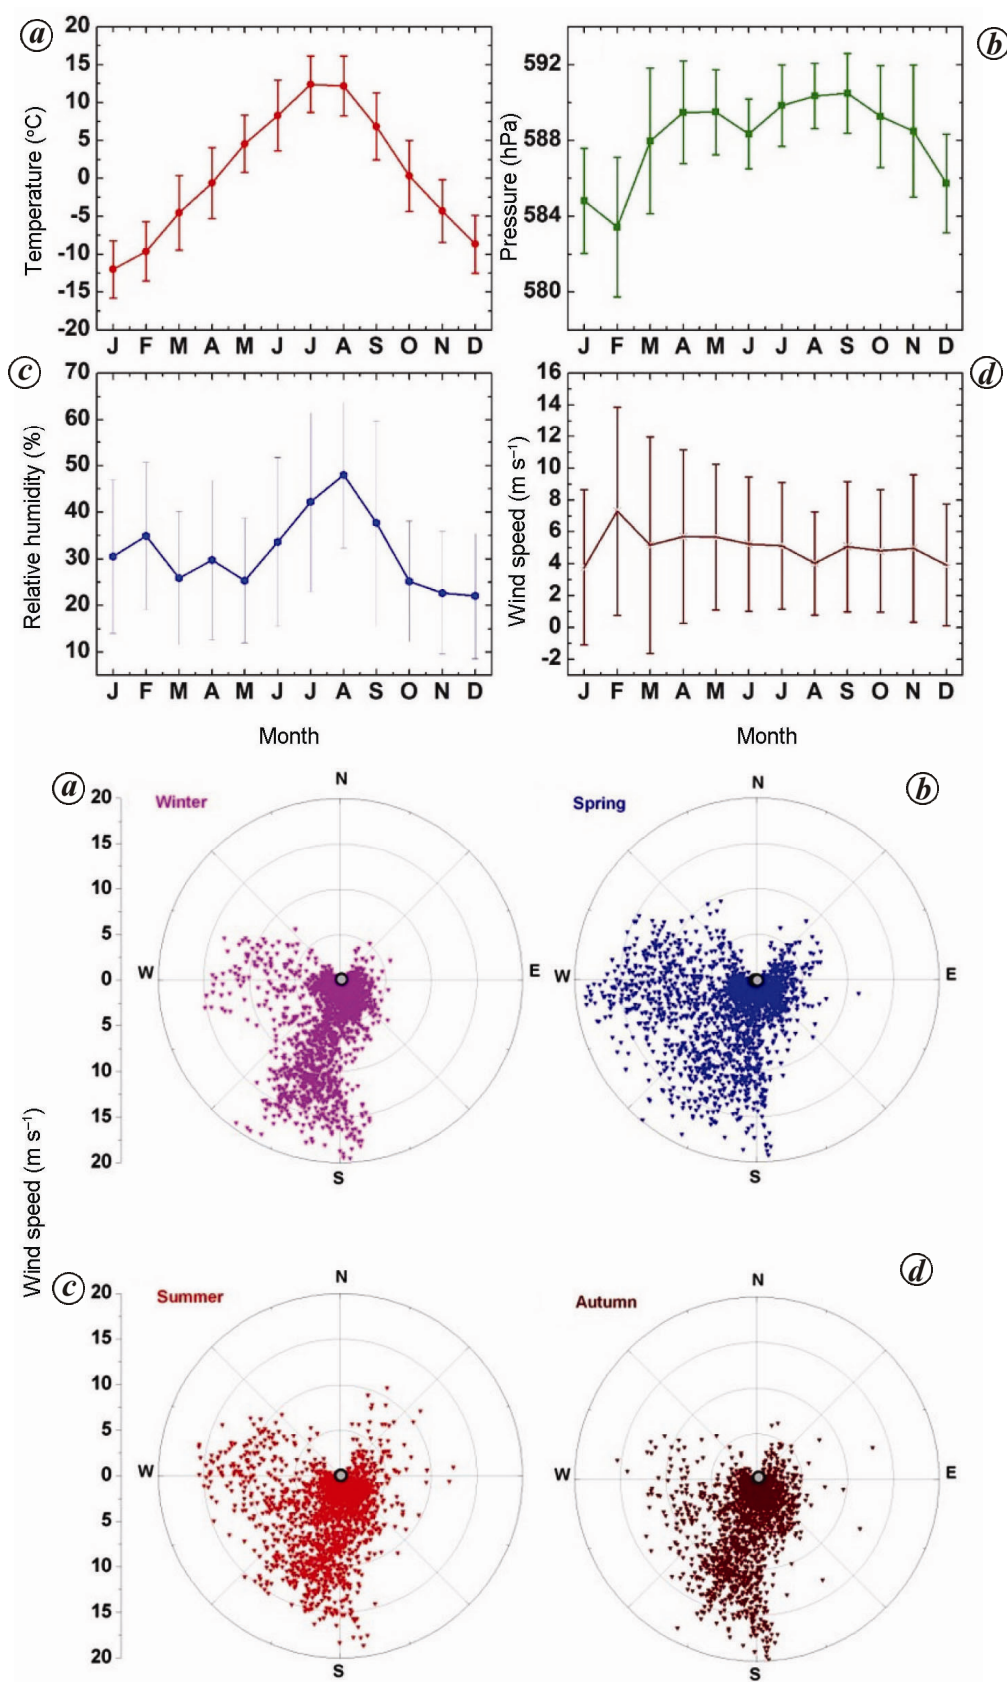 a
b
20
15
10
5
0
-5
-10
-15
-20
Temperature (°C)
J F M A M J J A S O N D
592
588
584
580
Pressure (hPa)
J F M A M J J A S O N D
c
d
70
60
50
40
30
20
10
Relative humidity (%)
J F M A M J J A S O N D
Month
16
14
12
10
8
6
4
2
0
-2
Wind speed (m s⁻¹)
J F M A M J J A S O N D
Month
a
Winter
N
20
15
10
5
0
5
10
15
20
W
E
S
b
Spring
N
W
E
S
Wind speed (m s⁻¹)
c
Summer
N
20
15
10
5
0
5
10
15
20
W
E
S
d
Autumn
N
W
E
S